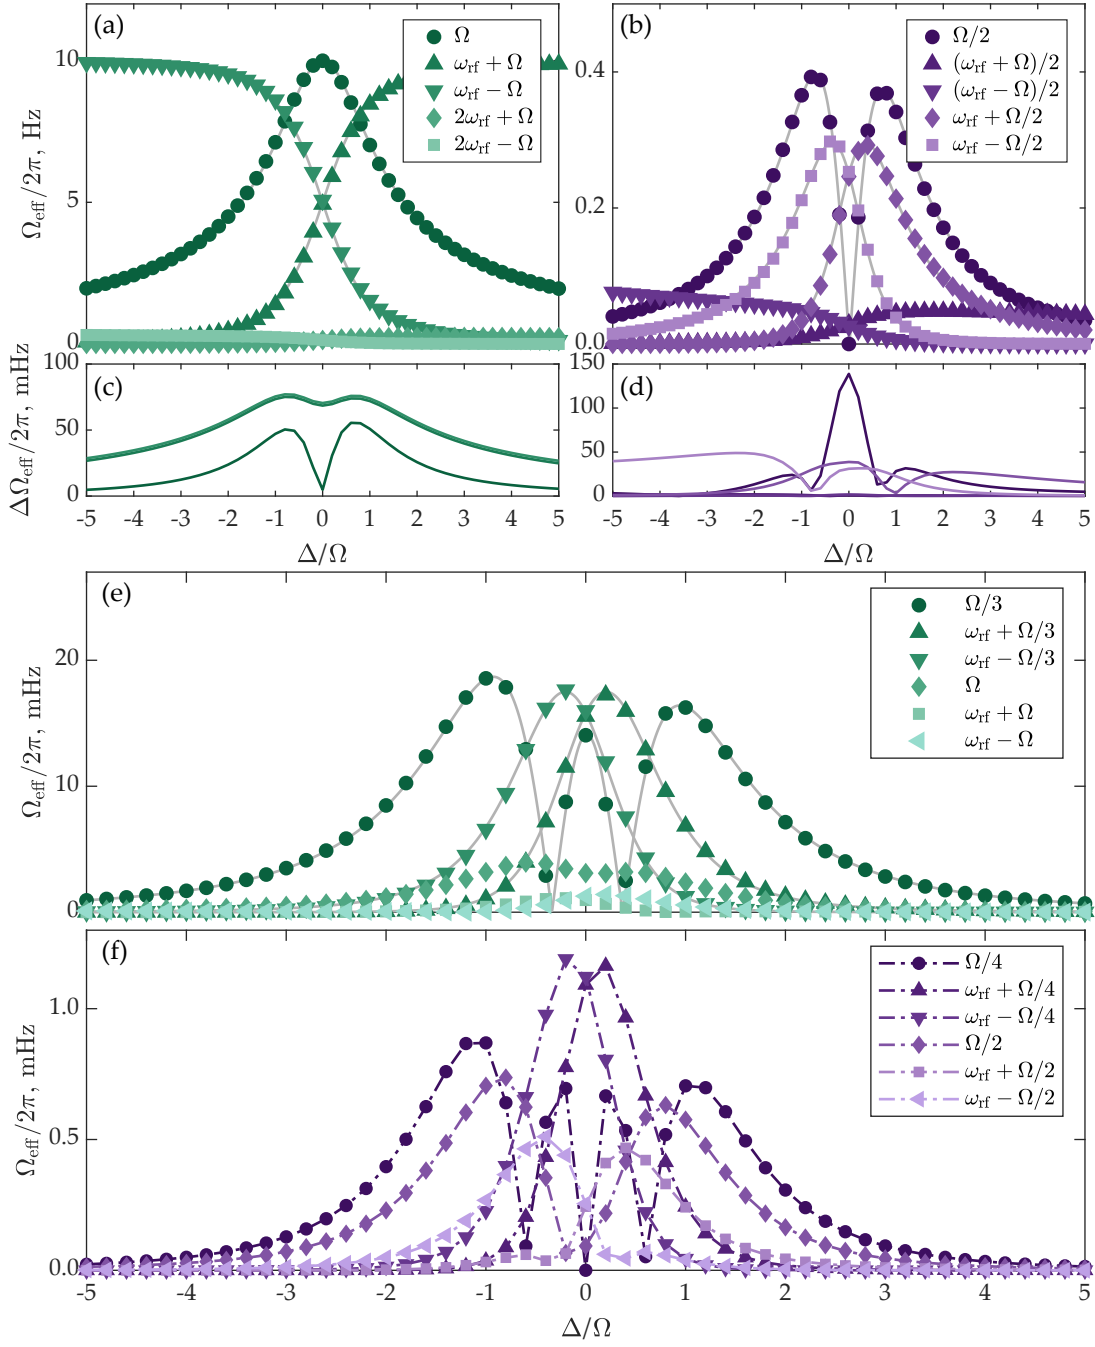 (a)
Ω
ω_rf + Ω
ω_rf − Ω
2ω_rf + Ω
2ω_rf − Ω
10
5
0
Ω_eff/2π, Hz
(b)
Ω/2
(ω_rf + Ω)/2
(ω_rf − Ω)/2
ω_rf + Ω/2
ω_rf − Ω/2
0.4
0.2
0.0
(c)
100
50
0
ΔΩ_eff/2π, mHz
-5 -4 -3 -2 -1 0 1 2 3 4 5
Δ/Ω
(d)
150
100
50
0
-5 -4 -3 -2 -1 0 1 2 3 4 5
Δ/Ω
(e)
Ω/3
ω_rf + Ω/3
ω_rf − Ω/3
Ω
ω_rf + Ω
ω_rf − Ω
20
10
0
Ω_eff/2π, mHz
(f)
Ω/4
ω_rf + Ω/4
ω_rf − Ω/4
Ω/2
ω_rf + Ω/2
ω_rf − Ω/2
1.0
0.5
0.0
Ω_eff/2π, mHz
-5 -4 -3 -2 -1 0 1 2 3 4 5
Δ/Ω